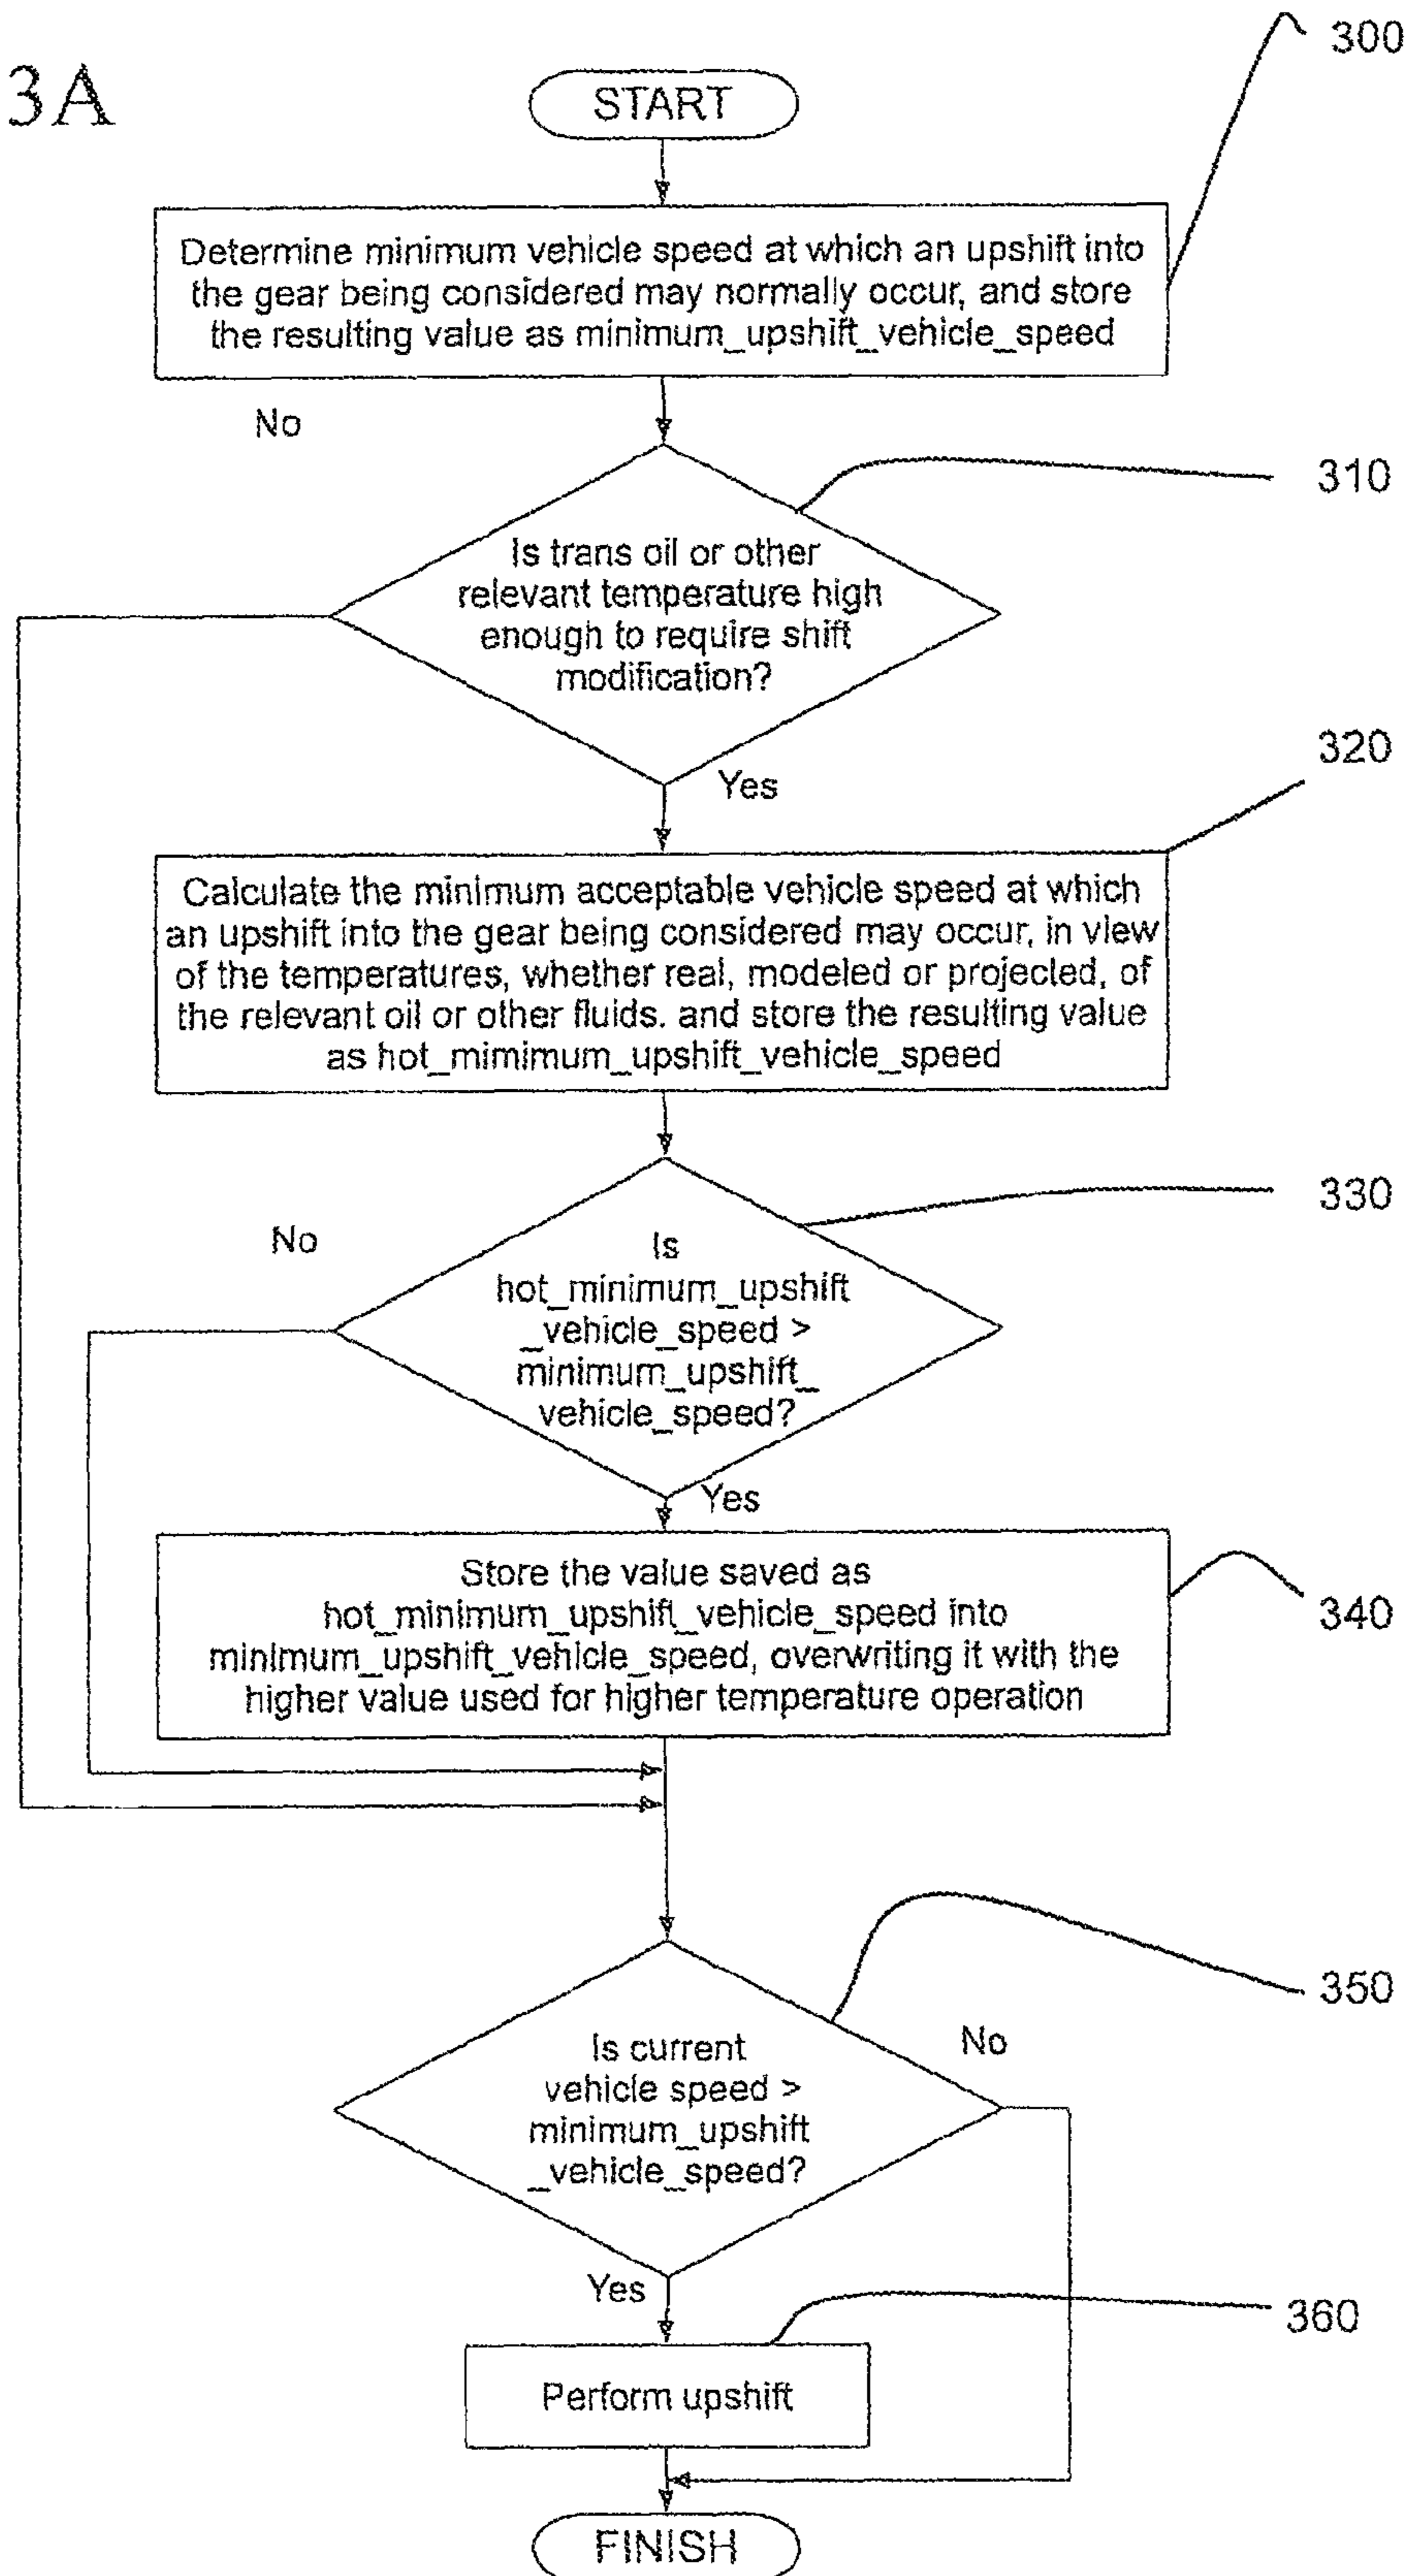 300
3A
START
Determine minimum vehicle speed at which an upshift into
the gear being considered may normally occur, and store
the resulting value as minimum_upshift_vehicle_speed
No
310
Is trans oil or other
relevant temperature high
enough to require shift
modification?
320
Yes
Calculate the minimum acceptable vehicle speed at which
an upshift into the gear being considered may occur, in view
of the temperatures, whether real, modeled or projected, of
the relevant oil or other fluids. and store the resulting value
as hot_mimimum_upshift_vehicle_speed
330
No
Is
hot_minimum_upshift
_vehicle_speed >
minimum_upshift_
vehicle_speed?
Yes
Store the value saved as
hot_minimum_upshift_vehicle_speed into
minimum_upshift_vehicle_speed, overwriting it with the
higher value used for higher temperature operation
340
350
No
Is current
vehicle speed >
minimum_upshift
_vehicle_speed?
Yes
360
Perform upshift
FINISH